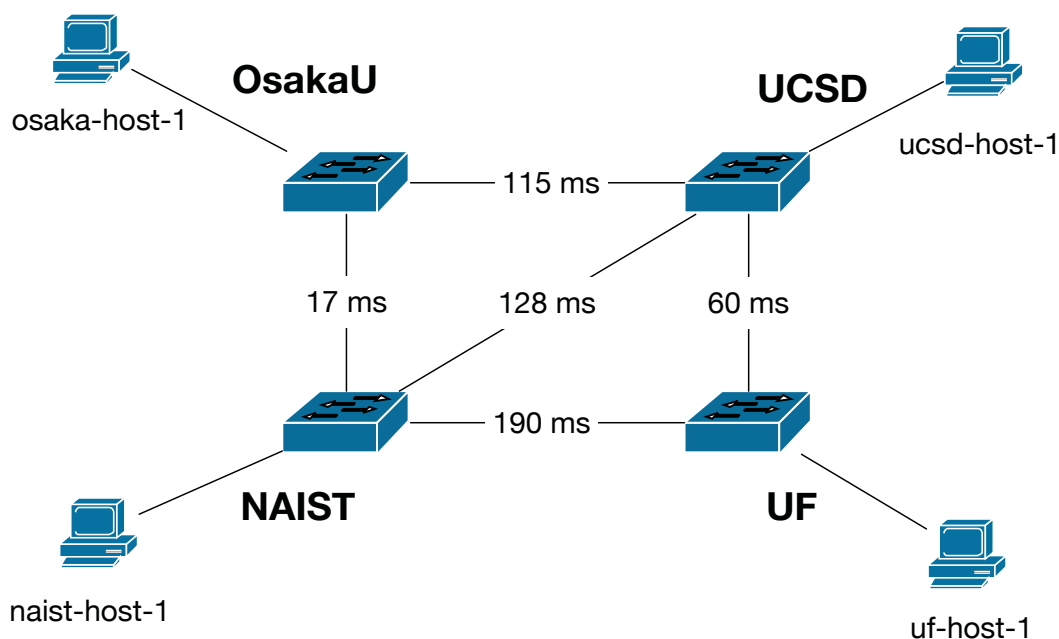 OsakaU
UCSD
osaka-host-1
ucsd-host-1
115 ms
17 ms
128 ms
60 ms
190 ms
NAIST
UF
naist-host-1
uf-host-1